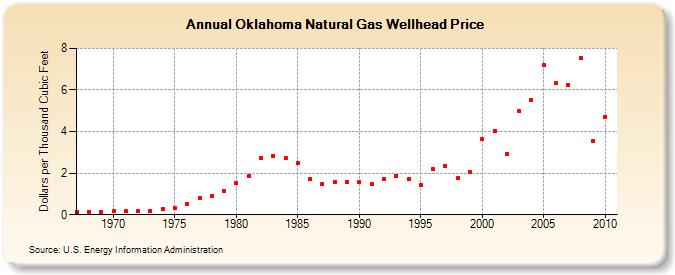 Annual Oklahoma Natural Gas Wellhead Price
Dollars per Thousand Cubic Feet
8
6
4
2
0
1970 1975 1980 1985 1990 1995 2000 2005 2010
Source: U.S. Energy Information Administration